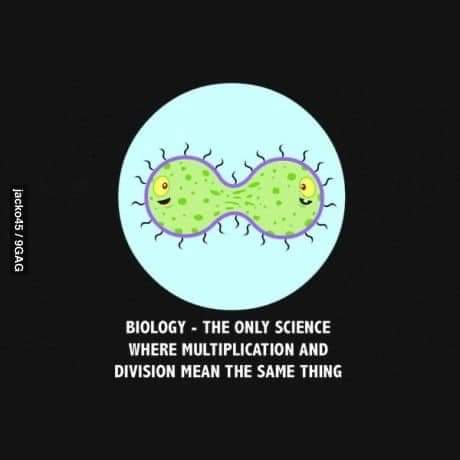 jacko45 / 9GAG
BIOLOGY - THE ONLY SCIENCE
WHERE MULTIPLICATION AND
DIVISION MEAN THE SAME THING